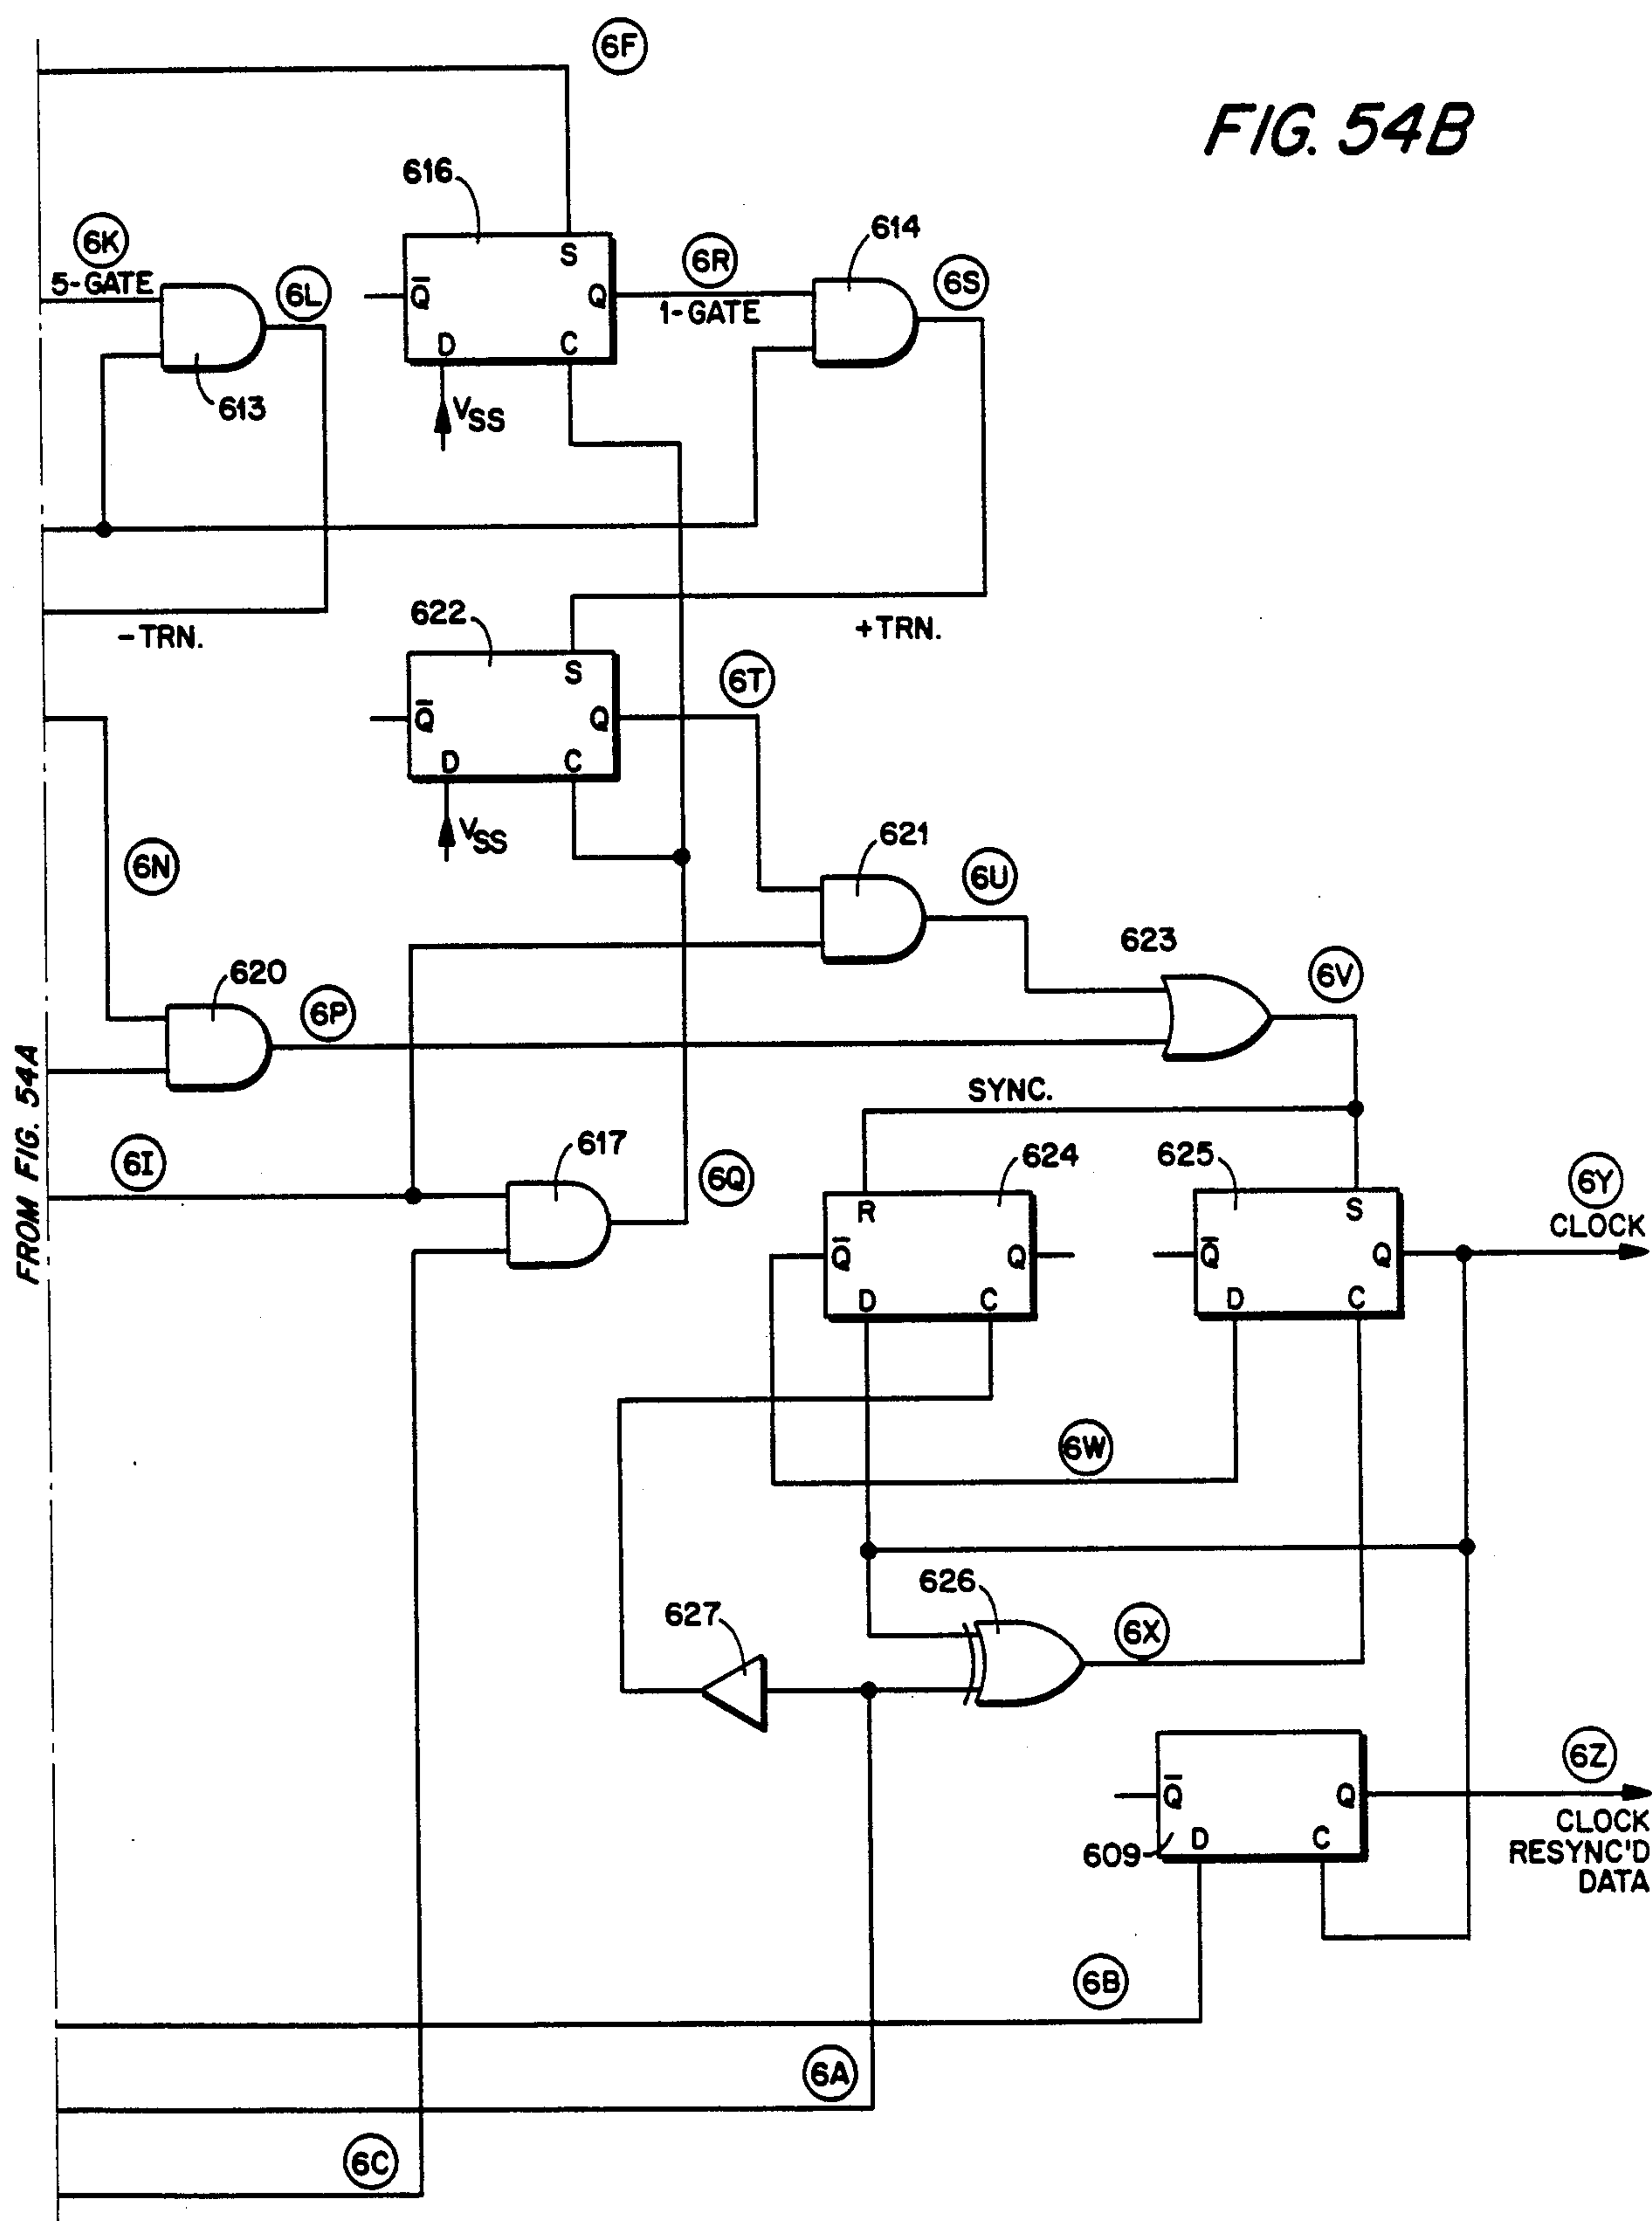 6F
FIG. 54B
616
614
6K
5-GATE
6L
S
Q̄
Q
D
C
6R
1-GATE
6S
613
VSS
-TRN.
622
+TRN.
S
Q̄
Q
D
C
6T
VSS
621
6N
6U
623
620
6P
6V
FROM FIG. 54A
SYNC.
6I
617
6Q
624
625
6Y
CLOCK
R
Q̄
Q
D
C
S
Q̄
Q
D
C
6W
626
627
6X
6Z
Q̄
Q
609
D
C
CLOCK
RESYNC'D
DATA
6B
6A
6C